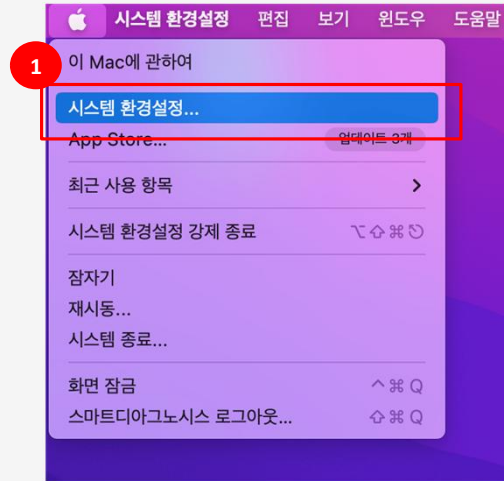 시스템 환경설정 편집 보기 윈도우 도움말
1
이 Mac에 관하여
시스템 환경설정...
App Store... 업데이트 3개
최근 사용 항목
시스템 환경설정 강제 종료 ⌥⇧⌘⎋
잠자기
재시동...
시스템 종료...
화면 잠금 ^⌘Q
스마트디아그노시스 로그아웃... ⇧⌘Q